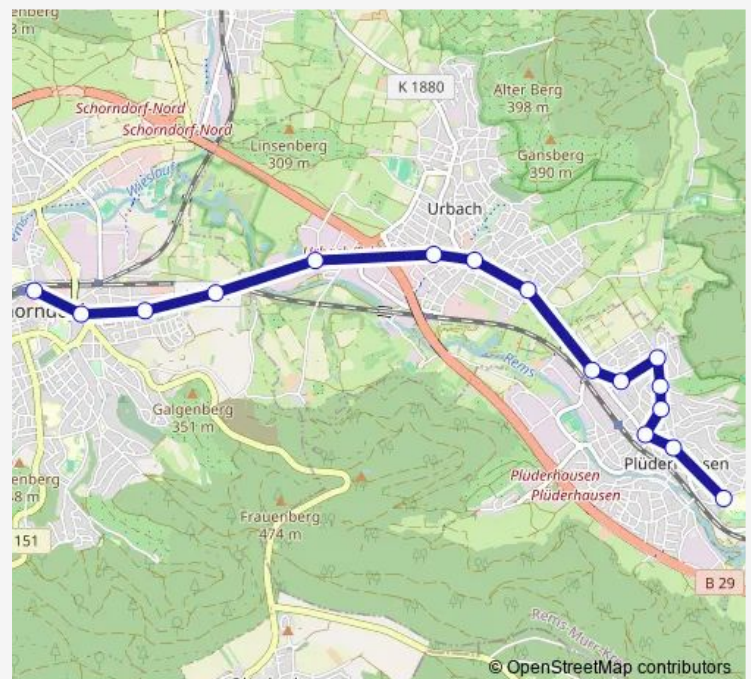 K 1880
Alter Berg
398 m
Schorndorf-Nord
Schorndorf-Nord
Linsenberg
309 m
Gänsberg
390 m
Wieslauf
Urbach
Rems
Galgenberg
351 m
Plüderhausen
Plüderhausen
Frauenberg
474 m
151
B 29
© OpenStreetMap contributors